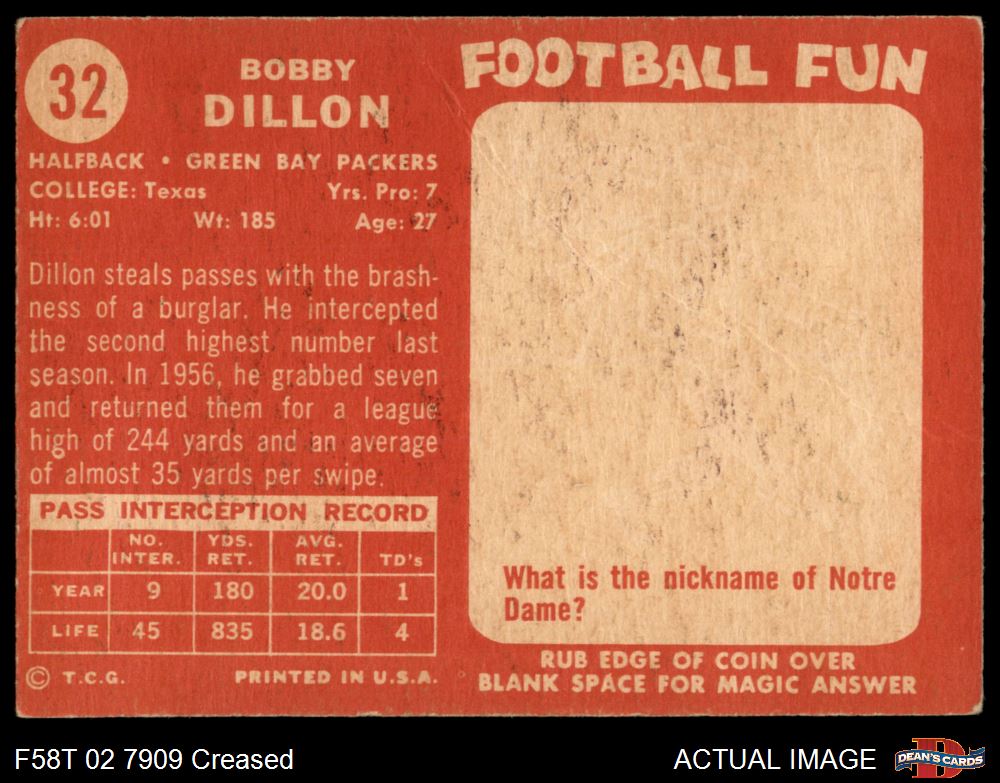 32
BOBBY
DILLON
HALFBACK • GREEN BAY PACKERS
COLLEGE: Texas Yrs. Pro: 7
Ht: 6:01 Wt: 185 Age: 27
Dillon steals passes with the brash-
ness of a burglar. He intercepted
the second highest number last
season. In 1956, he grabbed seven
and returned them for a league
high of 244 yards and an average
of almost 35 yards per swipe.
PASS INTERCEPTION RECORD
NO. INTER. YDS. RET. AVG. RET. TD's
YEAR 9 180 20.0 1
LIFE 45 835 18.6 4
© T.C.G. PRINTED IN U.S.A.
FOOTBALL FUN
What is the nickname of Notre
Dame?
RUB EDGE OF COIN OVER
BLANK SPACE FOR MAGIC ANSWER
F58T 02 7909 Creased
ACTUAL IMAGE
D
DEAN'S CARDS